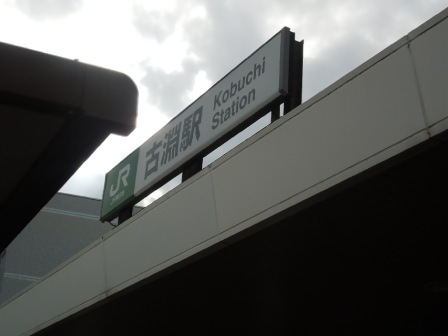 JR
古淵駅
Kobuchi
Station